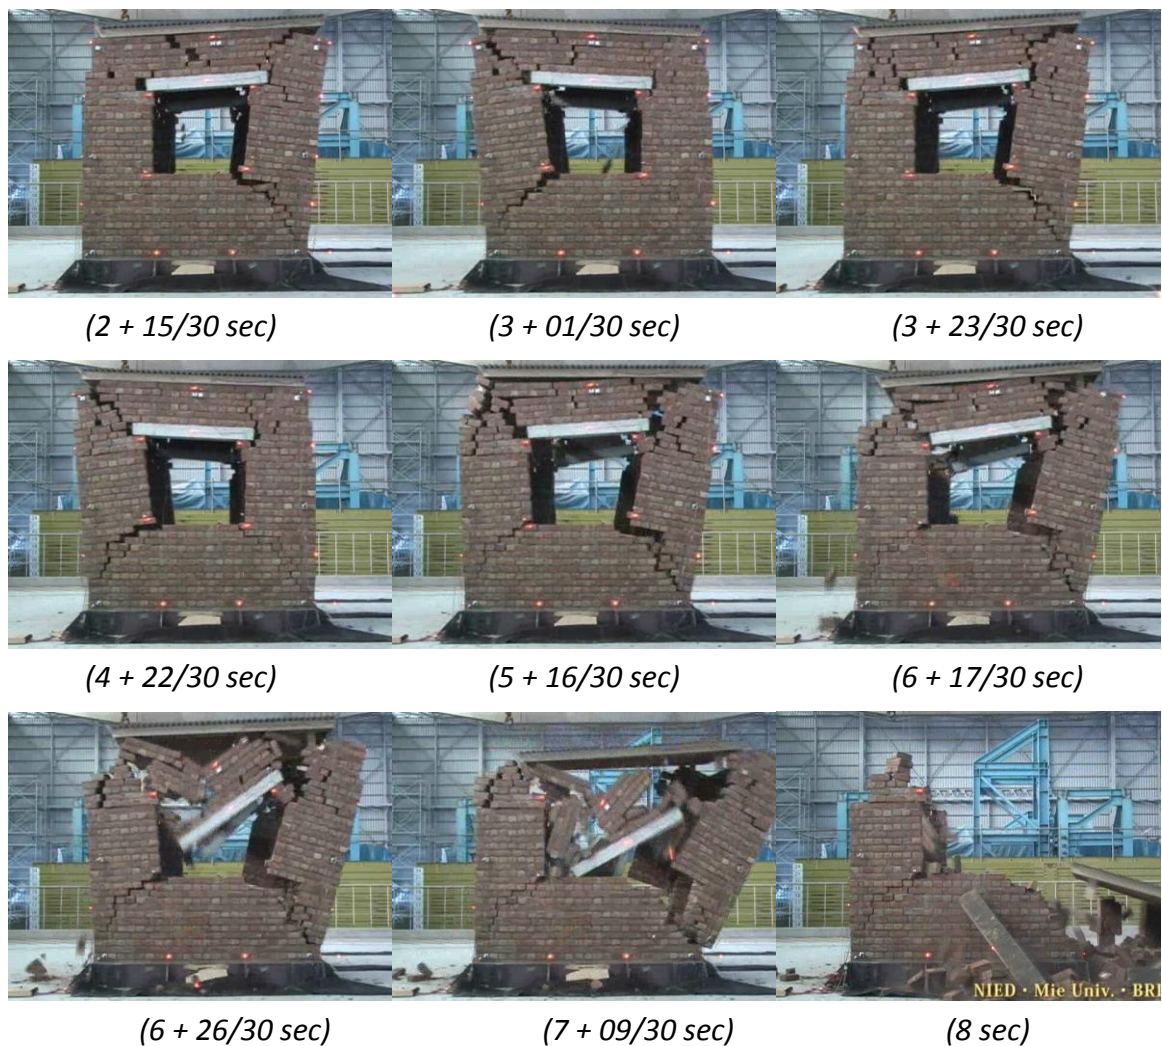 (2 + 15/30 sec)
(3 + 01/30 sec)
(3 + 23/30 sec)
(4 + 22/30 sec)
(5 + 16/30 sec)
(6 + 17/30 sec)
NIED · Mie Univ. · BRI
(6 + 26/30 sec)
(7 + 09/30 sec)
(8 sec)